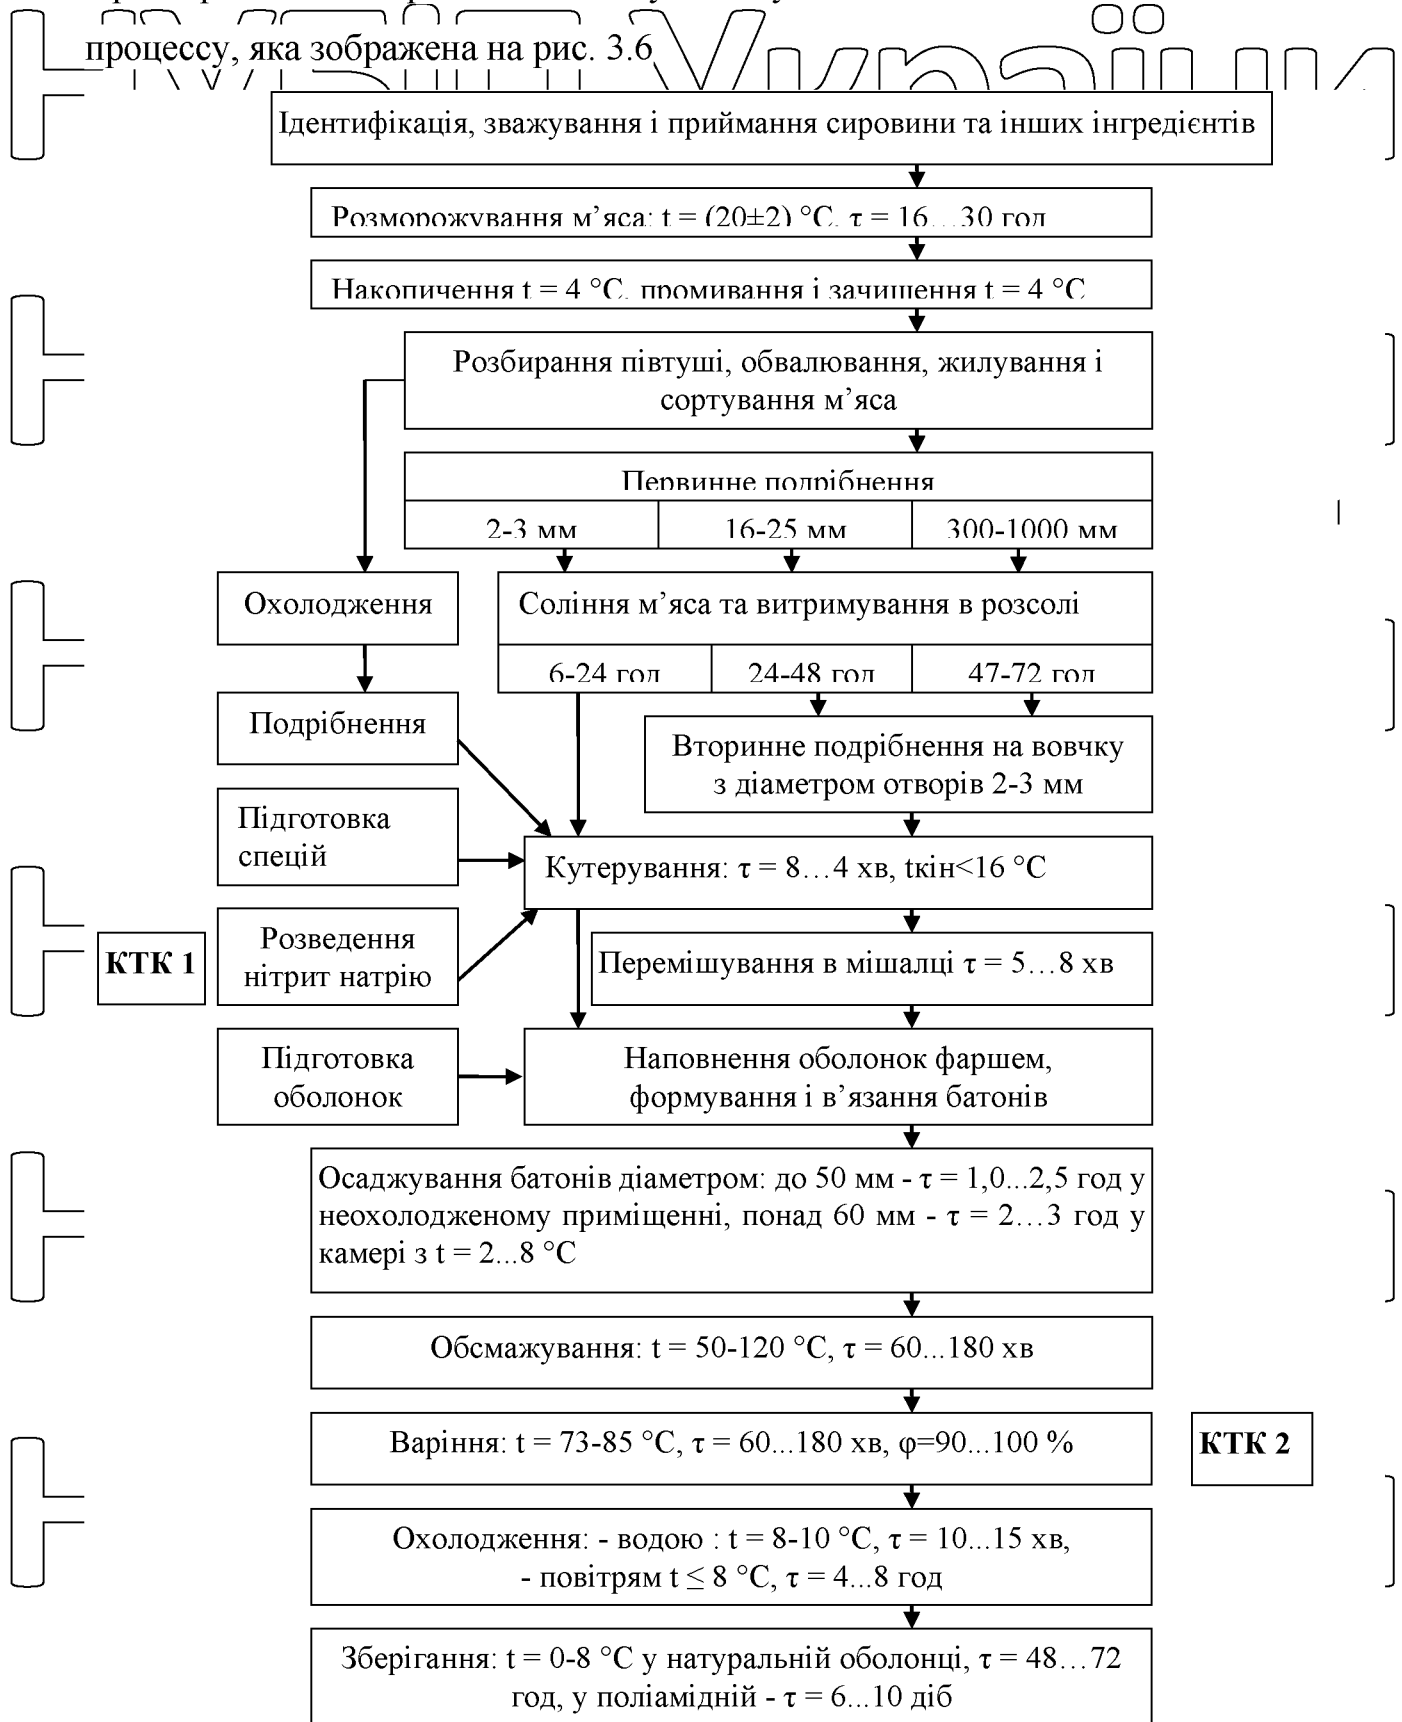 процессу, яка зображена на рис. 3.6
України
Ідентифікація, зважування і приймання сировини та інших інгредієнтів
Розморожування м’яса: t = (20±2) °C, τ = 16…30 год
Накопичення t = 4 °C, промивання і зачищення t = 4 °C
Розбирання півтуші, обвалювання, жилування і
сортування м’яса
Первинне подрібнення
2-3 мм
16-25 мм
300-1000 мм
Охолодження
Соління м’яса та витримування в розсолі
6-24 год
24-48 год
47-72 год
Подрібнення
Вторинне подрібнення на вовчку
з діаметром отворів 2-3 мм
Підготовка
спецій
Кутерування: τ = 8…4 хв, tкін<16 °C
КТК 1
Розведення
нітрит натрію
Перемішування в мішалці τ = 5…8 хв
Підготовка
оболонок
Наповнення оболонок фаршем,
формування і в’язання батонів
Осаджування батонів діаметром: до 50 мм - τ = 1,0...2,5 год у
неохолодженому приміщенні, понад 60 мм - τ = 2…3 год у
камері з t = 2...8 °C
Обсмажування: t = 50-120 °C, τ = 60...180 хв
Варіння: t = 73-85 °C, τ = 60...180 хв, φ=90...100 %
КТК 2
Охолодження: - водою : t = 8-10 °C, τ = 10...15 хв,
- повітрям t ≤ 8 °C, τ = 4...8 год
Зберігання: t = 0-8 °C у натуральній оболонці, τ = 48…72
год, у поліамідній - τ = 6...10 діб